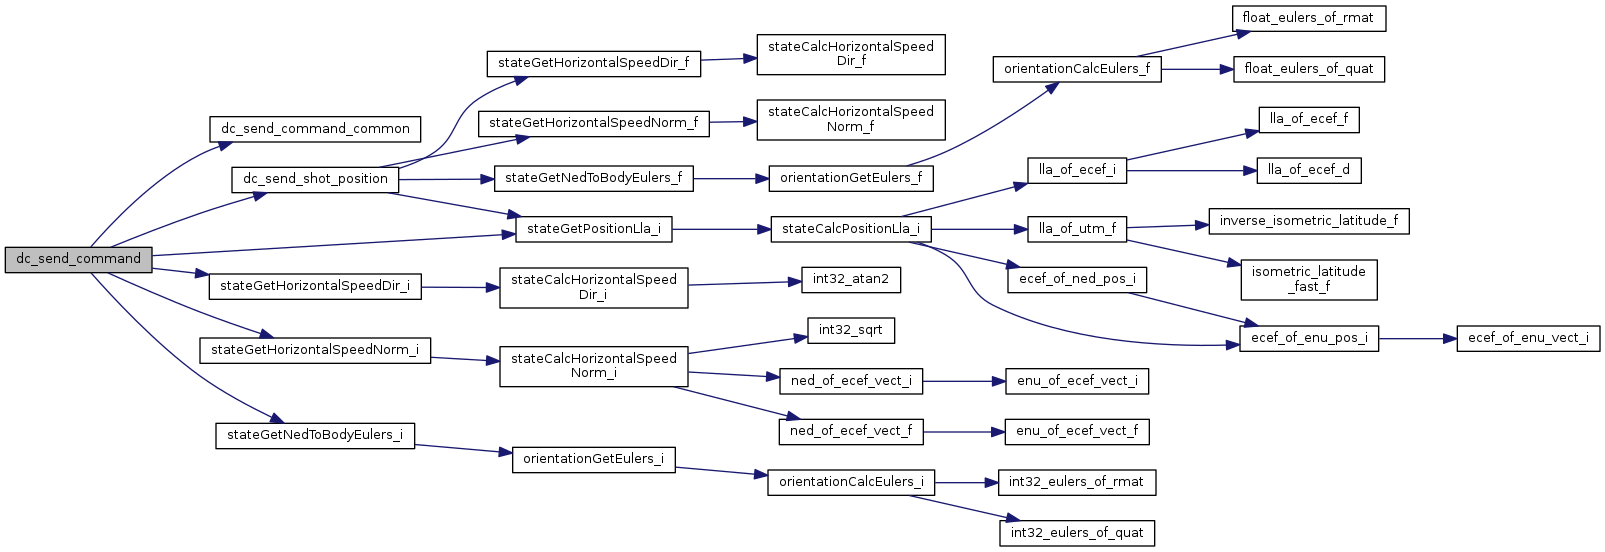 dc_send_command
dc_send_command_common
dc_send_shot_position
stateGetHorizontalSpeedDir_i
stateGetHorizontalSpeedNorm_i
stateGetNedToBodyEulers_i
stateGetHorizontalSpeedDir_f
stateGetHorizontalSpeedNorm_f
stateGetNedToBodyEulers_f
stateGetPositionLla_i
stateCalcHorizontalSpeed
Dir_i
stateCalcHorizontalSpeed
Norm_i
orientationGetEulers_i
stateCalcHorizontalSpeed
Dir_f
stateCalcHorizontalSpeed
Norm_f
orientationGetEulers_f
stateCalcPositionLla_i
int32_atan2
int32_sqrt
ned_of_ecef_vect_i
ned_of_ecef_vect_f
orientationCalcEulers_i
orientationCalcEulers_f
lla_of_ecef_i
lla_of_utm_f
ecef_of_ned_pos_i
enu_of_ecef_vect_i
enu_of_ecef_vect_f
int32_eulers_of_rmat
int32_eulers_of_quat
float_eulers_of_rmat
float_eulers_of_quat
lla_of_ecef_f
lla_of_ecef_d
inverse_isometric_latitude_f
isometric_latitude
_fast_f
ecef_of_enu_pos_i
ecef_of_enu_vect_i